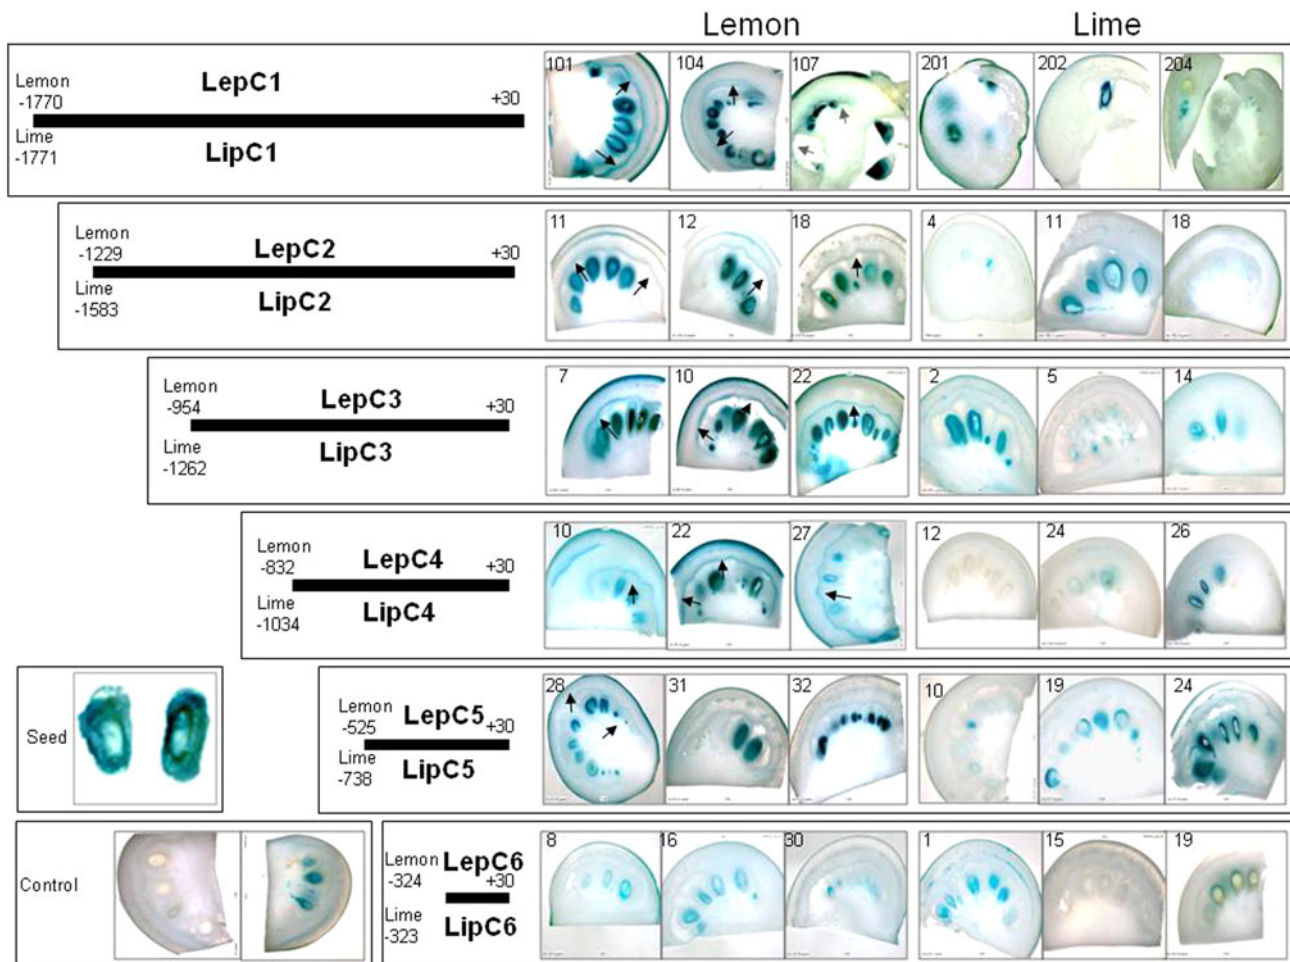 Lemon Lime
Lemon
-1770
LepC1
+30
Lime
-1771
LipC1
101 104 107 201 202 204
Lemon
-1229
LepC2
+30
Lime
-1583
LipC2
11 12 18 4 11 18
Lemon
-954
LepC3
+30
Lime
-1262
LipC3
7 10 22 2 5 14
Lemon
-832
LepC4
+30
Lime
-1034
LipC4
10 22 27 12 24 26
Seed
Lemon
-525
LepC5
+30
Lime
-738
LipC5
28 31 32 10 19 24
Control
Lemon
-324
LepC6
+30
Lime
-323
LipC6
8 16 30 1 15 19